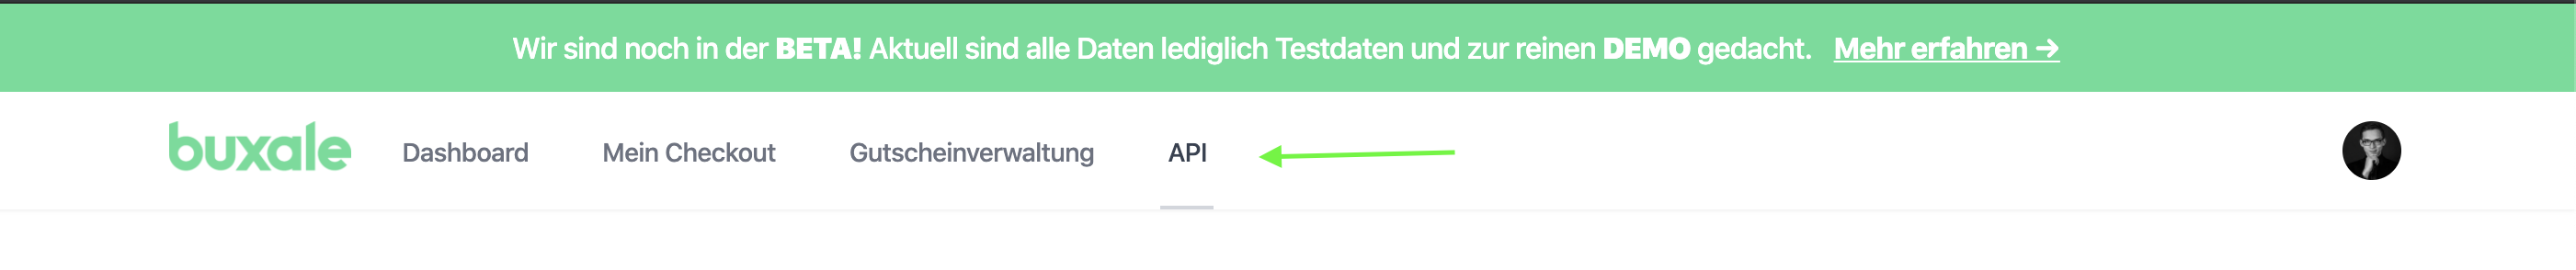 Wir sind noch in der BETA! Aktuell sind alle Daten lediglich Testdaten und zur reinen DEMO gedacht. Mehr erfahren →
buxale Dashboard Mein Checkout Gutscheinverwaltung API